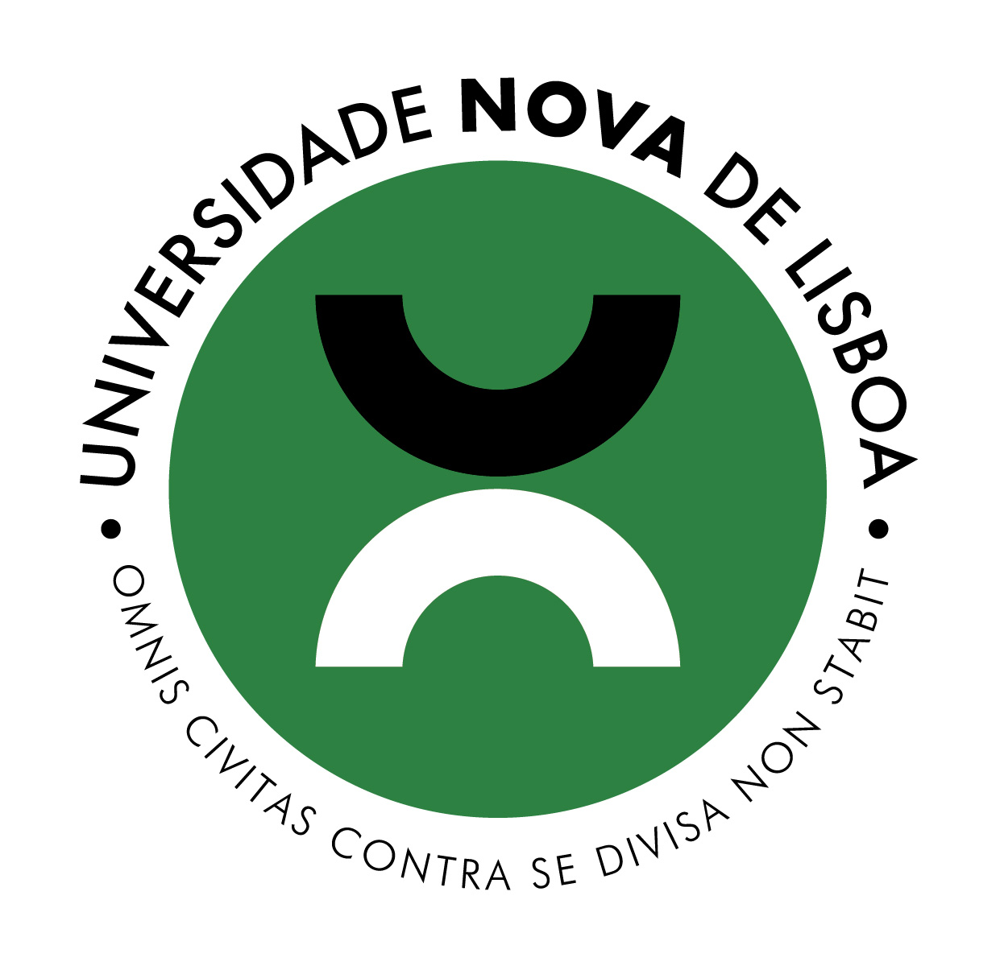 UNIVERSIDADE NOVA DE LISBOA
• OMNIS CIVITAS CONTRA SE DIVISA NON STABIT •